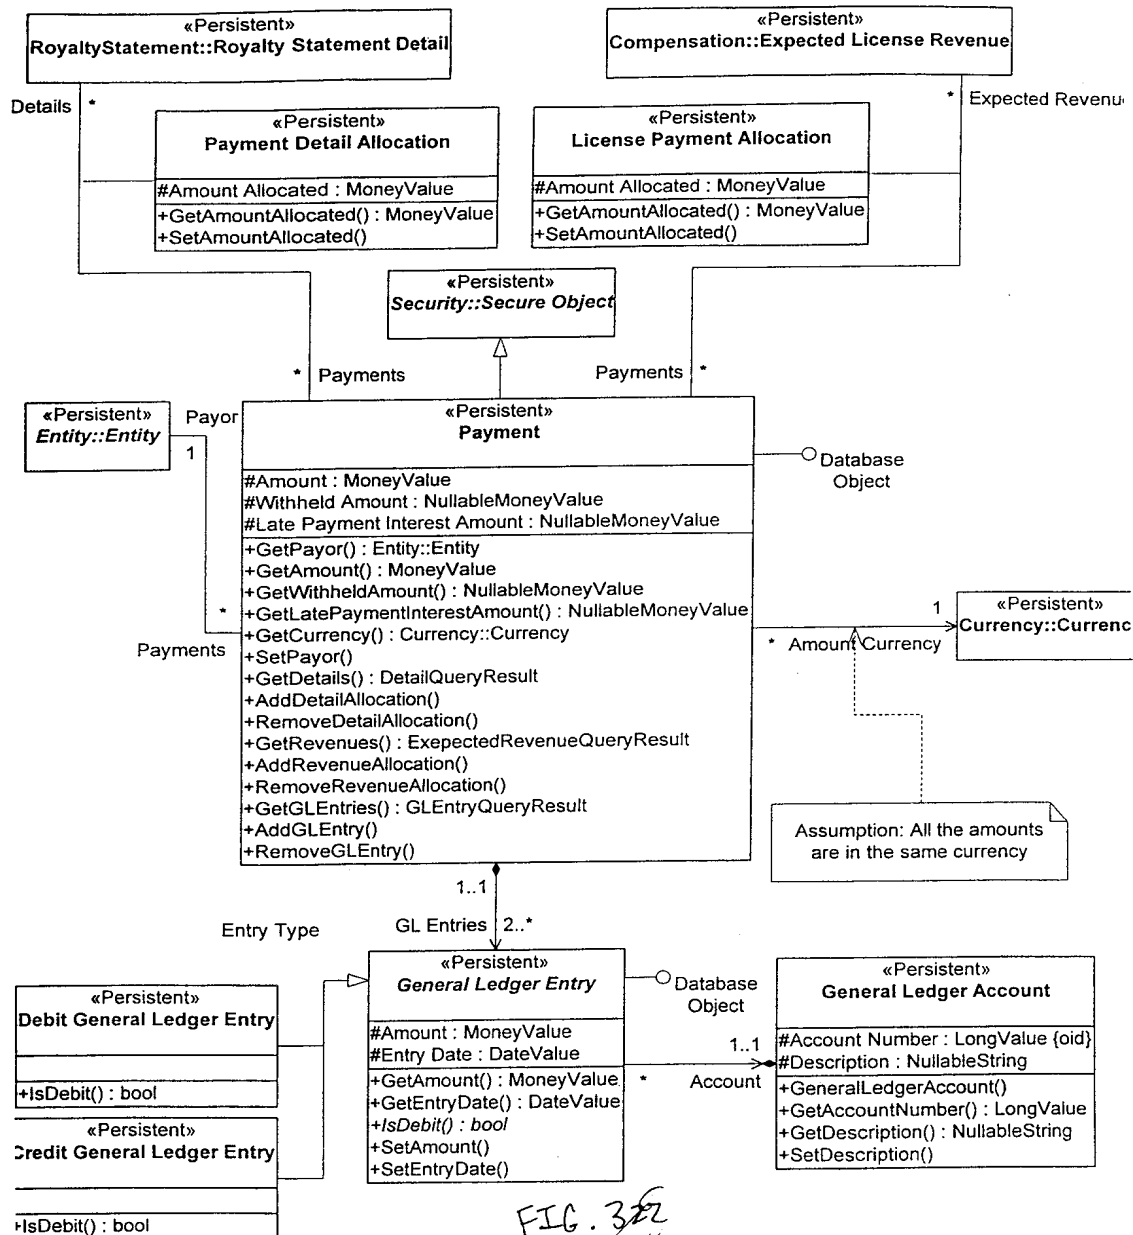 «Persistent»
RoyaltyStatement::Royalty Statement Detail
«Persistent»
Compensation::Expected License Revenue
Details *
* Expected Revenu
«Persistent»
Payment Detail Allocation
#Amount Allocated : MoneyValue
+GetAmountAllocated() : MoneyValue
+SetAmountAllocated()
«Persistent»
License Payment Allocation
#Amount Allocated : MoneyValue
+GetAmountAllocated() : MoneyValue
+SetAmountAllocated()
«Persistent»
Security::Secure Object
* Payments
Payments *
«Persistent»
Entity::Entity
Payor
1
*
Payments
«Persistent»
Payment
#Amount : MoneyValue
#Withheld Amount : NullableMoneyValue
#Late Payment Interest Amount : NullableMoneyValue
+GetPayor() : Entity::Entity
+GetAmount() : MoneyValue
+GetWithheldAmount() : NullableMoneyValue
+GetLatePaymentInterestAmount() : NullableMoneyValue
+GetCurrency() : Currency::Currency
+SetPayor()
+GetDetails() : DetailQueryResult
+AddDetailAllocation()
+RemoveDetailAllocation()
+GetRevenues() : ExepectedRevenueQueryResult
+AddRevenueAllocation()
+RemoveRevenueAllocation()
+GetGLEntries() : GLEntryQueryResult
+AddGLEntry()
+RemoveGLEntry()
Database
Object
1
* Amount Currency
«Persistent»
Currency::Currenc
Assumption: All the amounts
are in the same currency
1..1
GL Entries 2..*
Entry Type
«Persistent»
General Ledger Entry
#Amount : MoneyValue
#Entry Date : DateValue
+GetAmount() : MoneyValue
+GetEntryDate() : DateValue
+IsDebit() : bool
+SetAmount()
+SetEntryDate()
Database
Object
1..1
* Account
«Persistent»
General Ledger Account
#Account Number : LongValue {oid}
#Description : NullableString
+GeneralLedgerAccount()
+GetAccountNumber() : LongValue
+GetDescription() : NullableString
+SetDescription()
«Persistent»
Debit General Ledger Entry
+IsDebit() : bool
«Persistent»
Credit General Ledger Entry
+IsDebit() : bool
FIG.